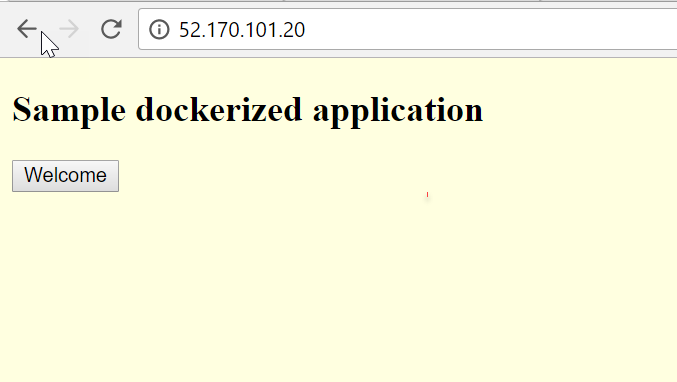 52.170.101.20
Sample dockerized application
Welcome